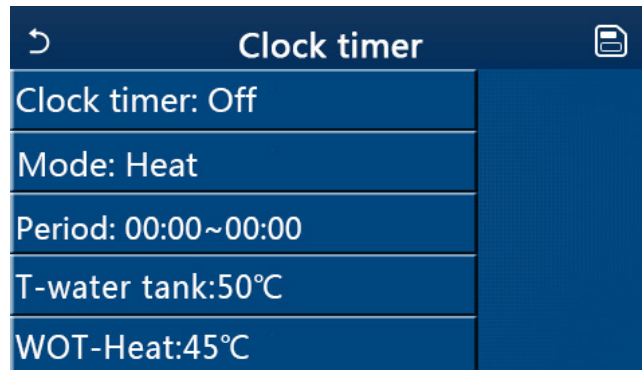 Clock timer
Clock timer: Off
Mode: Heat
Period: 00:00~00:00
T-water tank:50℃
WOT-Heat:45℃